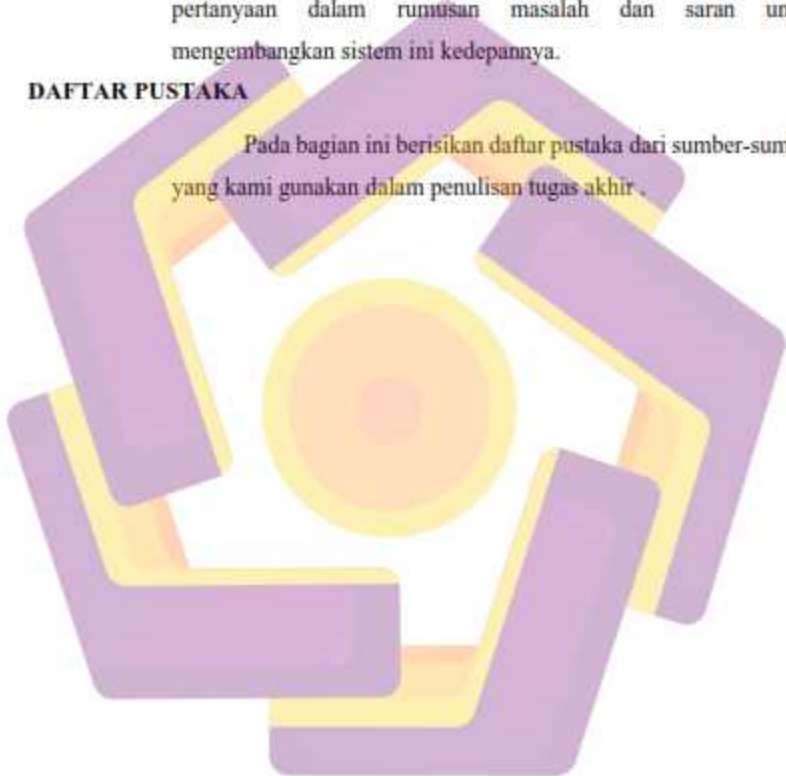 pertanyaan dalam rumusan masalah dan saran un
mengembangkan sistem ini kedepannya.
DAFTAR PUSTAKA
Pada bagian ini berisikan daftar pustaka dari sumber-sum
yang kami gunakan dalam penulisan tugas akhir .